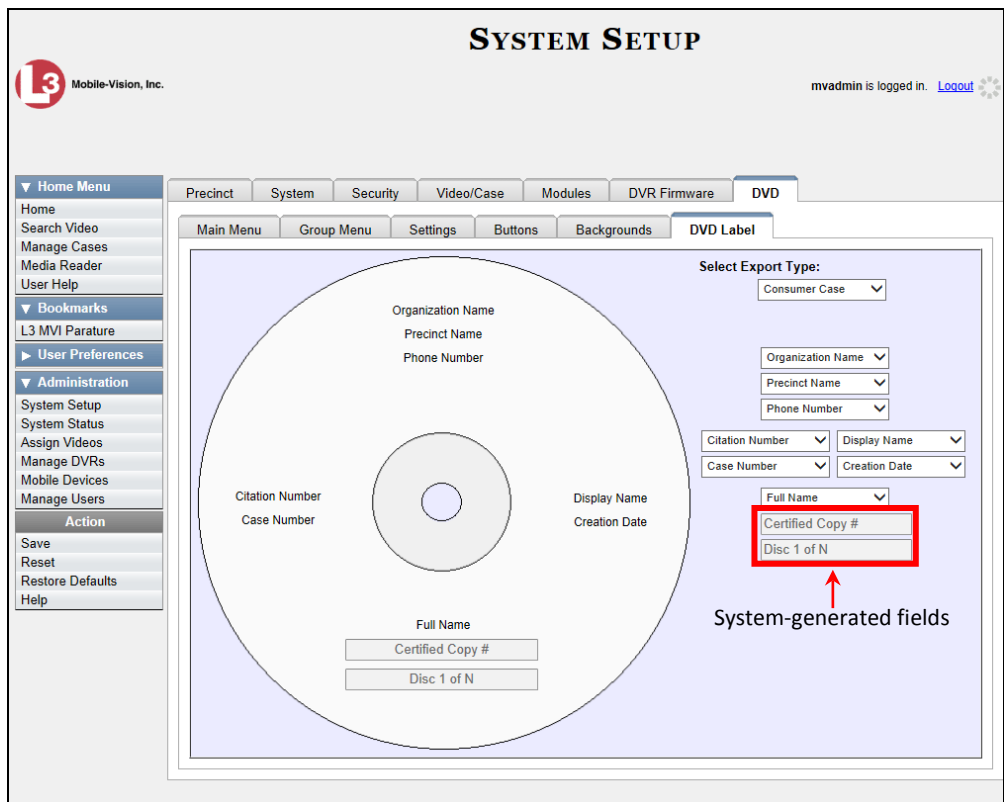 SYSTEM SETUP
L3 Mobile-Vision, Inc.
mvadmin is logged in. Logout
▼ Home Menu
Home
Search Video
Manage Cases
Media Reader
User Help
▼ Bookmarks
L3 MVI Parature
▶ User Preferences
▼ Administration
System Setup
System Status
Assign Videos
Manage DVRs
Mobile Devices
Manage Users
Action
Save
Reset
Restore Defaults
Help
Precinct System Security Video/Case Modules DVR Firmware DVD
Main Menu Group Menu Settings Buttons Backgrounds DVD Label
Organization Name
Precinct Name
Phone Number
Citation Number Display Name
Case Number Creation Date
Full Name
Certified Copy #
Disc 1 of N
Select Export Type:
Consumer Case
Organization Name
Precinct Name
Phone Number
Citation Number Display Name
Case Number Creation Date
Full Name
Certified Copy #
Disc 1 of N
System-generated fields